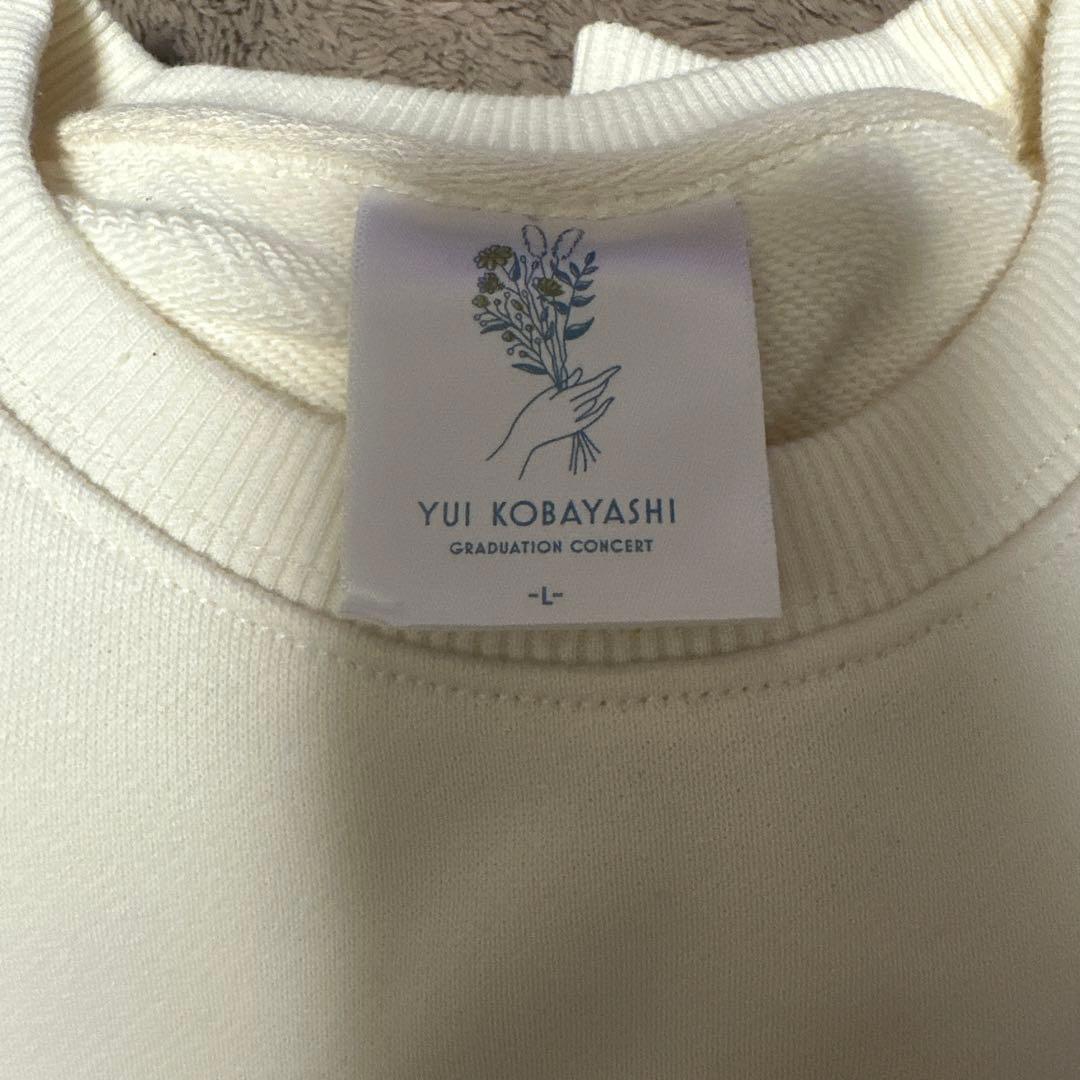 YUI KOBAYASHI
GRADUATION CONCERT
-L-